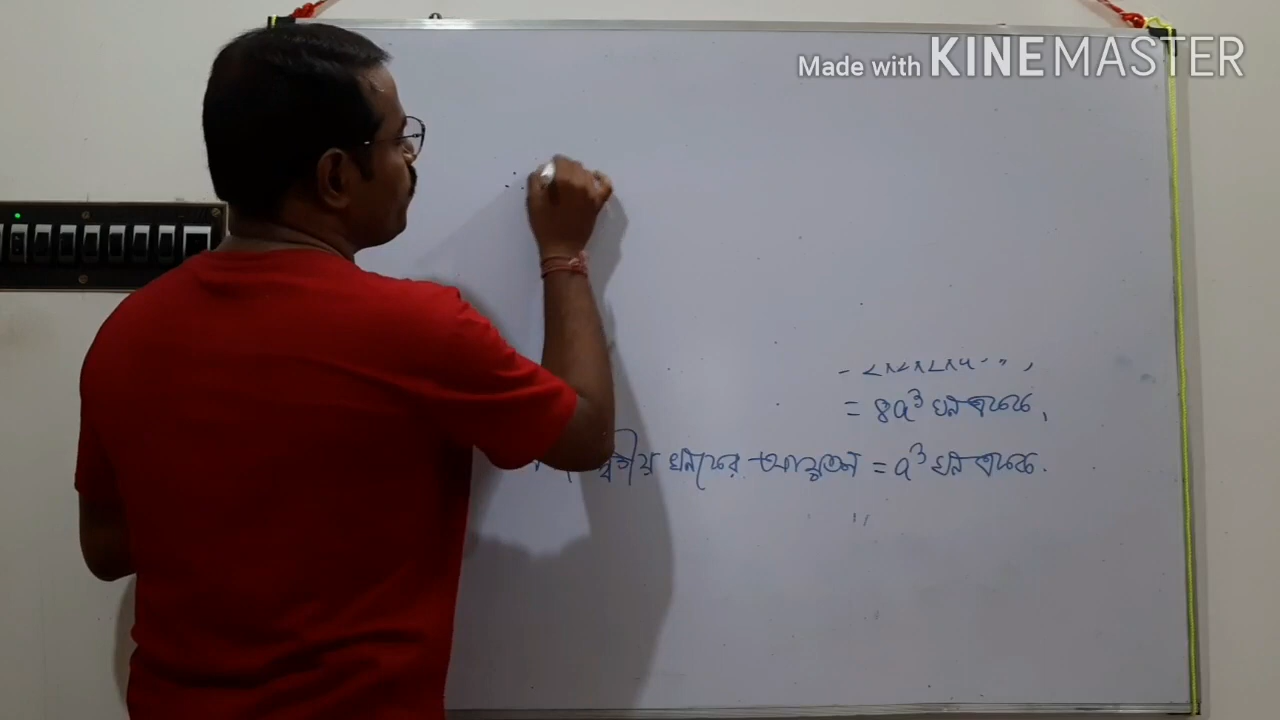 Made with KINEMASTER
= 8a³ ঘন একক,
দ্বিতীয় ঘনকের আয়তন = a³ ঘন একক.